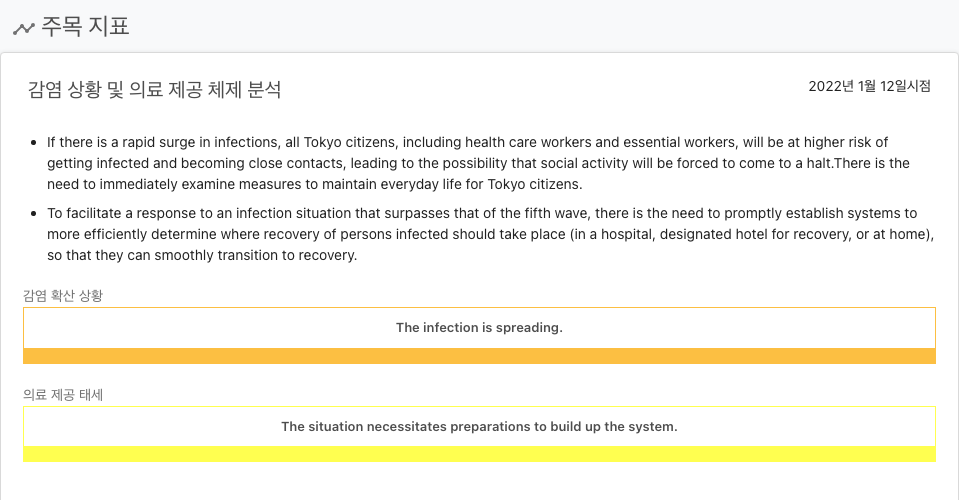 주목 지표
감염 상황 및 의료 제공 체제 분석
2022년 1월 12일시점
If there is a rapid surge in infections, all Tokyo citizens, including health care workers and essential workers, will be at higher risk of
getting infected and becoming close contacts, leading to the possibility that social activity will be forced to come to a halt.There is the
need to immediately examine measures to maintain everyday life for Tokyo citizens.
To facilitate a response to an infection situation that surpasses that of the fifth wave, there is the need to promptly establish systems to
more efficiently determine where recovery of persons infected should take place (in a hospital, designated hotel for recovery, or at home),
so that they can smoothly transition to recovery.
감염 확산 상황
The infection is spreading.
의료 제공 태세
The situation necessitates preparations to build up the system.